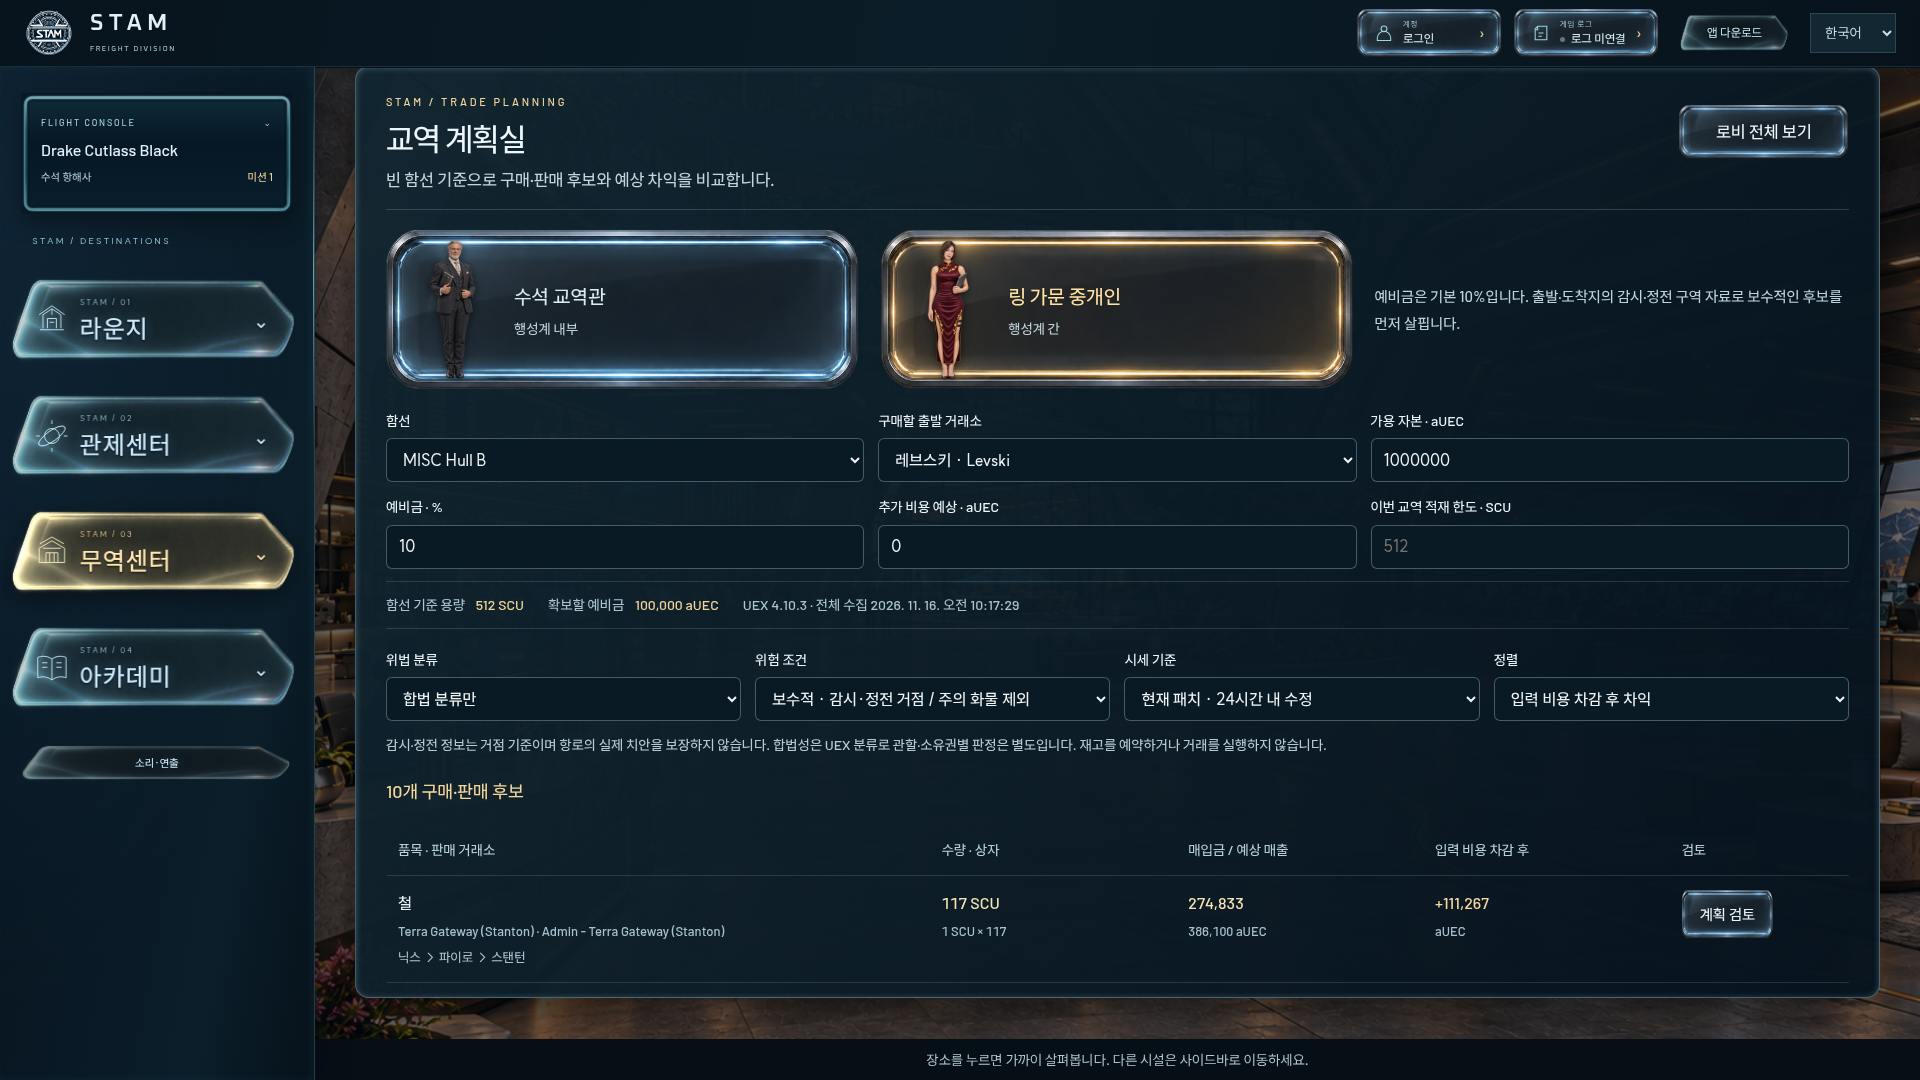 STAM
STAM
FREIGHT DIVISION
계정
로그인
게임 로그
로그 미연결
앱 다운로드
한국어
FLIGHT CONSOLE
Drake Cutlass Black
수석 항해사
미션 1
STAM / DESTINATIONS
STAM / 01
라운지
STAM / 02
관제센터
STAM / 03
무역센터
STAM / 04
아카데미
소리·연출
STAM / TRADE PLANNING
교역 계획실
빈 함선 기준으로 구매·판매 후보와 예상 차익을 비교합니다.
로비 전체 보기
수석 교역관
행성계 내부
링 가문 중개인
행성계 간
예비금은 기본 10%입니다. 출발·도착지의 감시·정전 구역 자료로 보수적인 후보를
먼저 살핍니다.
함선
구매할 출발 거래소
가용 자본 · aUEC
MISC Hull B
레브스키 · Levski
1000000
예비금 · %
추가 비용 예상 · aUEC
이번 교역 적재 한도 · SCU
10
0
512
함선 기준 용량 512 SCU 확보할 예비금 100,000 aUEC UEX 4.10.3 · 전체 수집 2026. 11. 16. 오전 10:17:29
위법 분류
위험 조건
시세 기준
정렬
합법 분류만
보수적 · 감시·정전 거점 / 주의 화물 제외
현재 패치 · 24시간 내 수정
입력 비용 차감 후 차익
감시·정전 정보는 거점 기준이며 항로의 실제 치안을 보장하지 않습니다. 합법성은 UEX 분류로 관할·소유권별 판정은 별도입니다. 재고를 예약하거나 거래를 실행하지 않습니다.
10개 구매·판매 후보
품목 · 판매 거래소
수량 · 상자
매입금 / 예상 매출
입력 비용 차감 후
검토
철
117 SCU
274,833
+111,267
계획 검토
Terra Gateway (Stanton) · Admin - Terra Gateway (Stanton)
1 SCU × 117
386,100 aUEC
aUEC
닉스 > 파이로 > 스탠턴
장소를 누르면 가까이 살펴봅니다. 다른 시설은 사이드바로 이동하세요.